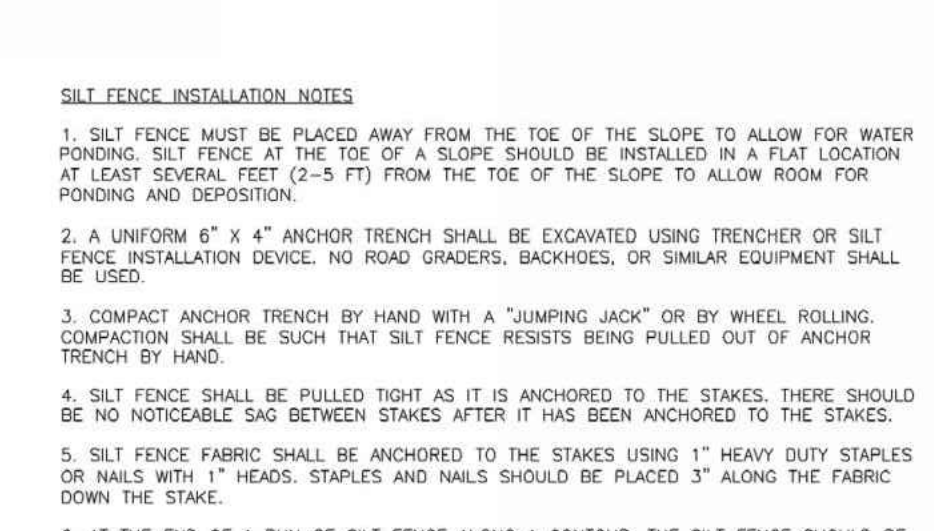 SILT FENCE INSTALLATION NOTES
1. SILT FENCE MUST BE PLACED AWAY FROM THE TOE OF THE SLOPE TO ALLOW FOR WATER
PONDING. SILT FENCE AT THE TOE OF A SLOPE SHOULD BE INSTALLED IN A FLAT LOCATION
AT LEAST SEVERAL FEET (2-5 FT) FROM THE TOE OF THE SLOPE TO ALLOW ROOM FOR
PONDING AND DEPOSITION.
2. A UNIFORM 6" X 4" ANCHOR TRENCH SHALL BE EXCAVATED USING TRENCHER OR SILT
FENCE INSTALLATION DEVICE. NO ROAD GRADERS, BACKHOES, OR SIMILAR EQUIPMENT SHALL
BE USED.
3. COMPACT ANCHOR TRENCH BY HAND WITH A "JUMPING JACK" OR BY WHEEL ROLLING.
COMPACTION SHALL BE SUCH THAT SILT FENCE RESISTS BEING PULLED OUT OF ANCHOR
TRENCH BY HAND.
4. SILT FENCE SHALL BE PULLED TIGHT AS IT IS ANCHORED TO THE STAKES. THERE SHOULD
BE NO NOTICEABLE SAG BETWEEN STAKES AFTER IT HAS BEEN ANCHORED TO THE STAKES.
5. SILT FENCE FABRIC SHALL BE ANCHORED TO THE STAKES USING 1" HEAVY DUTY STAPLES
OR NAILS WITH 1" HEADS. STAPLES AND NAILS SHOULD BE PLACED 3" ALONG THE FABRIC
DOWN THE STAKE.